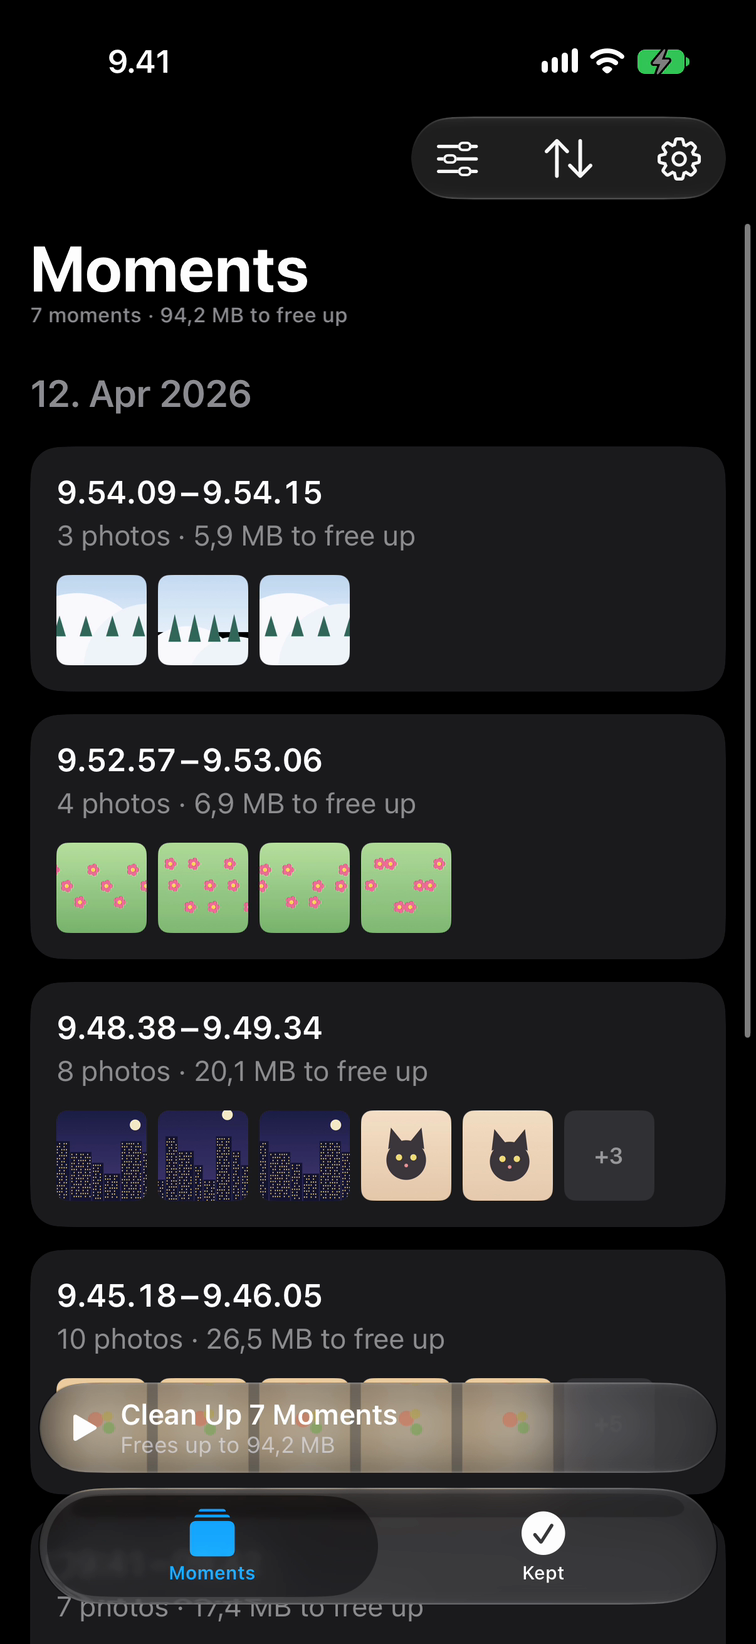 9.41
Moments
7 moments · 94,2 MB to free up
12. Apr 2026
9.54.09–9.54.15
3 photos · 5,9 MB to free up
9.52.57–9.53.06
4 photos · 6,9 MB to free up
9.48.38–9.49.34
8 photos · 20,1 MB to free up
+3
9.45.18–9.46.05
10 photos · 26,5 MB to free up
Clean Up 7 Moments
Frees up to 94,2 MB
Moments
Kept
7 photos · 17,4 MB to free up